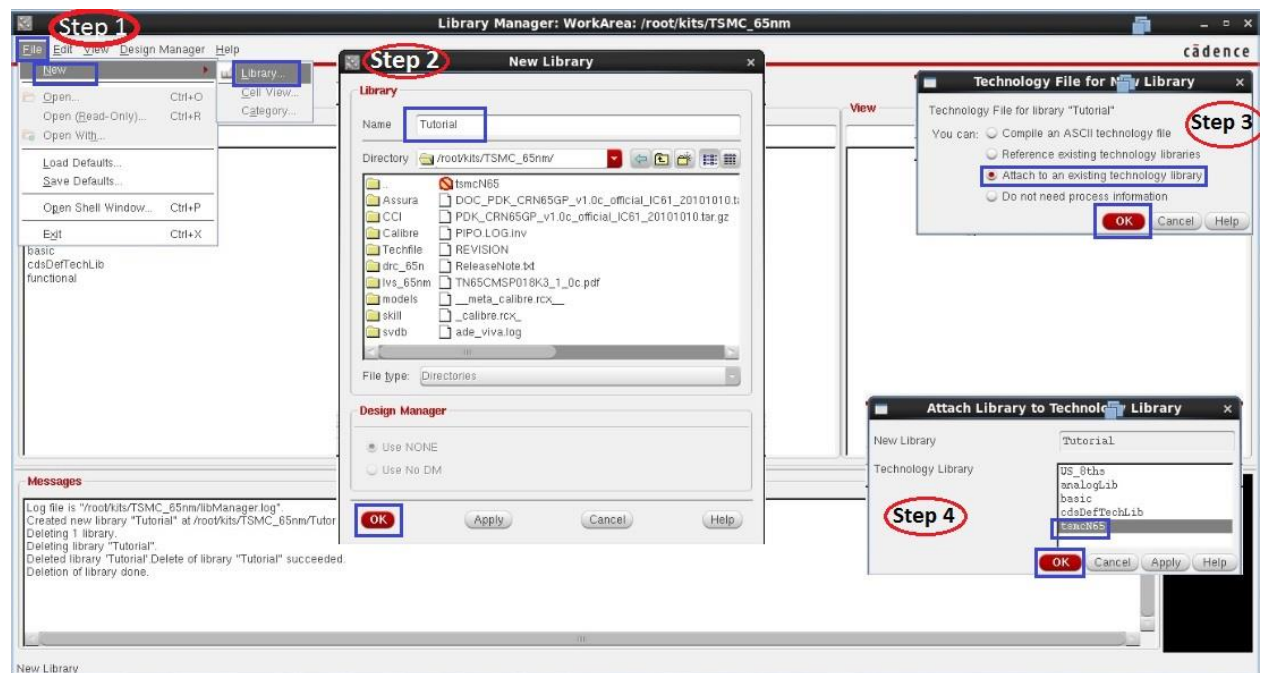 Library Manager: WorkArea: /root/kits/TSMC_65nm
Step 1
File Edit View Design Manager Help
cādence
New
Library...
Open... Ctrl+O
Cell View...
Open (Read-Only)... Ctrl+R
Category...
Open With...
Load Defaults...
Save Defaults...
Open Shell Window... Ctrl+P
Exit Ctrl+X
basic
cdsDefTechLib
functional
View
Step 2
New Library
Library
Name Tutorial
Directory /root/kits/TSMC_65nm/
..
Assura
CCI
Calibre
Techfile
drc_65n
lvs_65nm
models
skill
svdb
tsmcN65
DOC_PDK_CRN65GP_v1.0c_official_IC61_20101010.ta
PDK_CRN65GP_v1.0c_official_IC61_20101010.tar.gz
PIPO.LOG.inv
REVISION
ReleaseNote.txt
TN65CMSP018K3_1_0c.pdf
__meta_calibre.rcx__
_calibre.rcx_
ade_viva.log
File type: Directories
Design Manager
Use NONE
Use No DM
OK Apply Cancel Help
Technology File for New Library
Step 3
Technology File for library "Tutorial"
You can: Compile an ASCII technology file
Reference existing technology libraries
Attach to an existing technology library
Do not need process information
OK Cancel Help
Attach Library to Technology Library
New Library Tutorial
Technology Library
US_8ths
analogLib
basic
cdsDefTechLib
tsmcN65
Step 4
OK Cancel Apply Help
Messages
Log file is "/root/kits/TSMC_65nm/libManager.log".
Created new library "Tutorial" at /root/kits/TSMC_65nm/Tutor
Deleting 1 library.
Deleting library "Tutorial".
Deleted library 'Tutorial'.Delete of library "Tutorial" succeeded.
Deletion of library done.
New Library